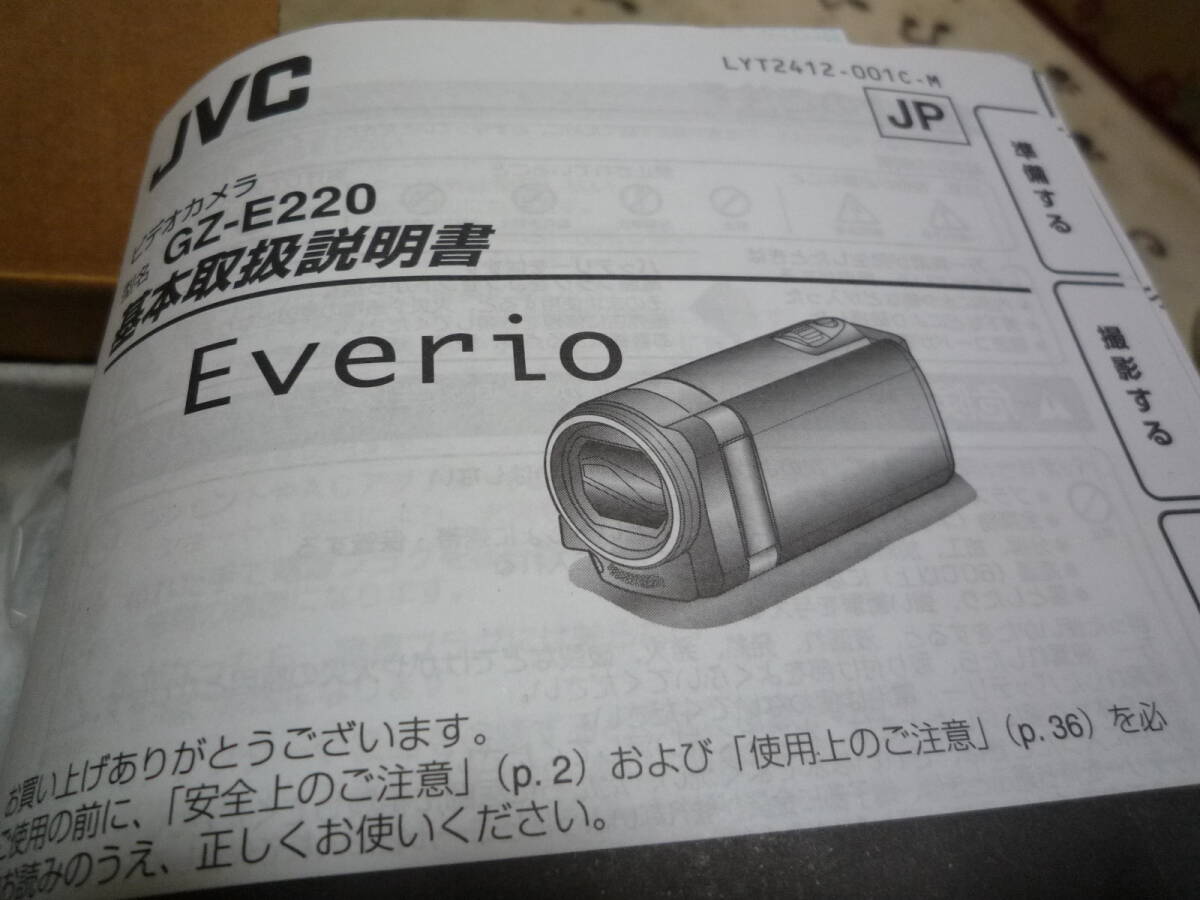 JVC
LYT2412-001C-M
JP
ビデオカメラ
型名 GZ-E220
基本取扱説明書
Everio
準備する
撮影する
お買い上げありがとうございます。
ご使用の前に、「安全上のご注意」(p. 2) および「使用上のご注意」(p. 36) を必
お読みのうえ、正しくお使いください。